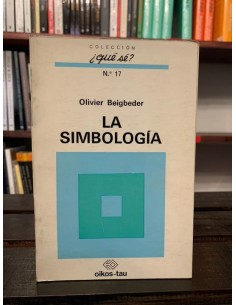 COLECCIÓN
¿qué sé?
N.º 17
Olivier Beigbeder
LA
SIMBOLOGÍA
oikos-tau